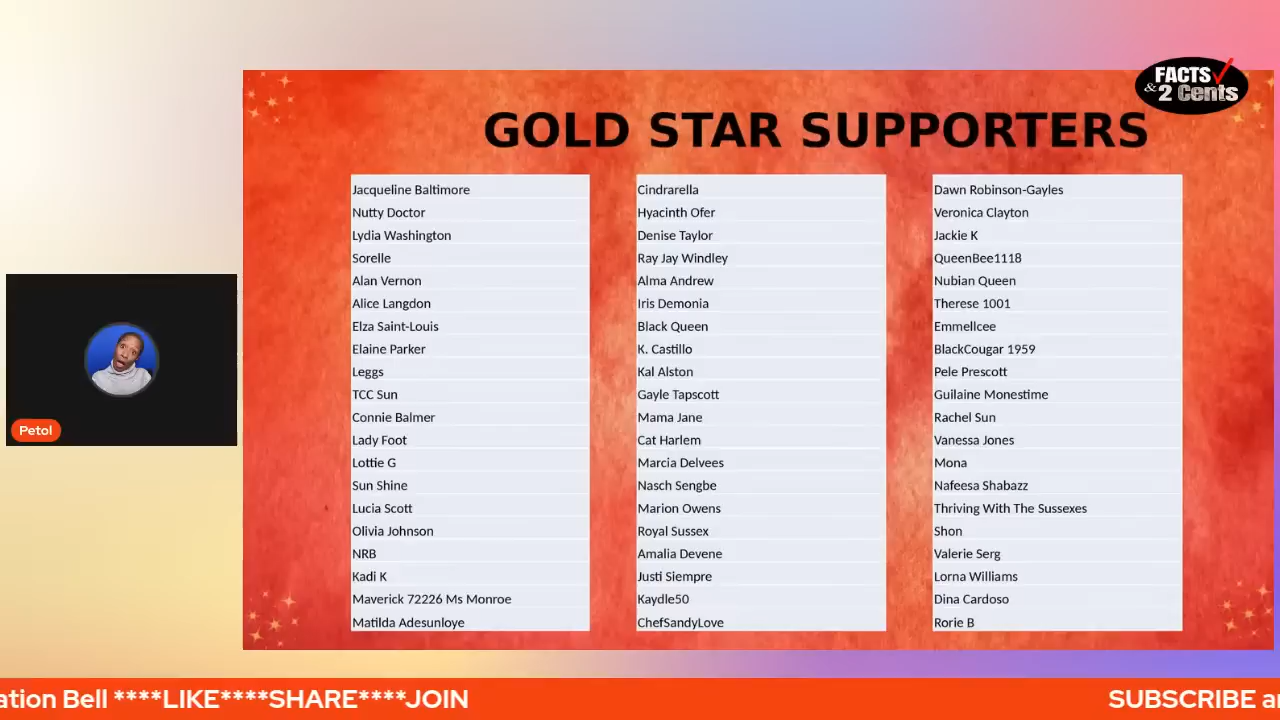 FACTS
& 2 Cents
GOLD STAR SUPPORTERS
Jacqueline Baltimore
Nutty Doctor
Lydia Washington
Sorelle
Alan Vernon
Alice Langdon
Elza Saint-Louis
Elaine Parker
Leggs
TCC Sun
Connie Balmer
Lady Foot
Lottie G
Sun Shine
Lucia Scott
Olivia Johnson
NRB
Kadi K
Maverick 72226 Ms Monroe
Matilda Adesunloye
Cindrarella
Hyacinth Ofer
Denise Taylor
Ray Jay Windley
Alma Andrew
Iris Demonia
Black Queen
K. Castillo
Kal Alston
Gayle Tapscott
Mama Jane
Cat Harlem
Marcia Delvees
Nasch Sengbe
Marion Owens
Royal Sussex
Amalia Devene
Justi Siempre
Kaydle50
ChefSandyLove
Dawn Robinson-Gayles
Veronica Clayton
Jackie K
QueenBee1118
Nubian Queen
Therese 1001
Emmellcee
BlackCougar 1959
Pele Prescott
Guilaine Monestime
Rachel Sun
Vanessa Jones
Mona
Nafeesa Shabazz
Thriving With The Sussexes
Shon
Valerie Serg
Lorna Williams
Dina Cardoso
Rorie B
Petol
ation Bell ****LIKE****SHARE****JOIN SUBSCRIBE a